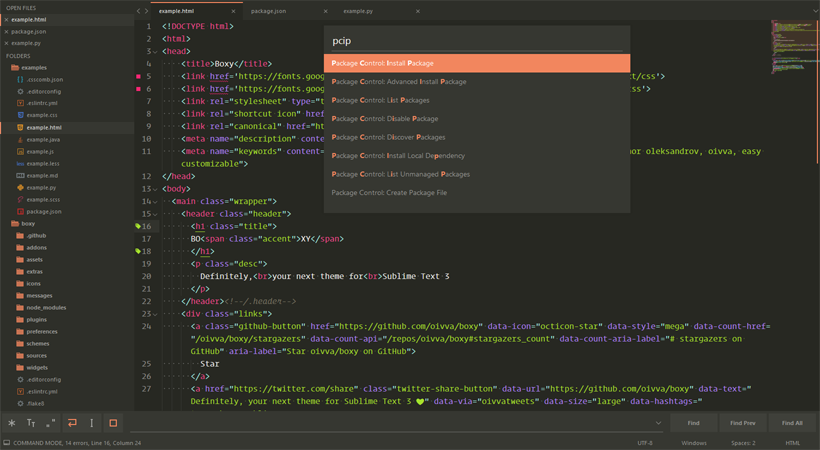 OPEN FILES
example.html
package.json
example.py
FOLDERS
examples
.csscomb.json
.editorconfig
.eslintrc.yml
example.css
example.html
example.java
example.js
example.less
example.md
example.py
example.scss
package.json
boxy
.github
addons
assets
extras
icons
messages
node_modules
plugins
preferences
schemes
sources
widgets
.editorconfig
.eslintrc.yml
.flake8
example.html
package.json
example.py
pcip
Package Control: Install Package
Package Control: Advanced Install Package
Package Control: List Packages
Package Control: Disable Package
Package Control: Discover Packages
Package Control: Install Local Dependency
Package Control: List Unmanaged Packages
Package Control: Create Package File
1 <!DOCTYPE html>
2 <html>
3 <head>
4 <title>Boxy</title>
5 <link href='https://fonts.goog t/css'>
6 <link href='https://fonts.goog ss'>
7 <link rel="stylesheet" type="t
8 <link rel="shortcut icon" href
9 <link rel="canonical" href="ht
10 <meta name="description" conte
11 <meta name="keywords" content= hor oleksandrov, oivva, easy
customizable">
12 </head>
13 <body>
14 <main class="wrapper">
15 <header class="header">
16 <h1 class="title">
17 BO<span class="accent">XY</span>
18 </h1>
19 <p class="desc">
20 Definitely,<br>your next theme for<br>Sublime Text 3
21 </p>
22 </header><!--/.header-->
23 <div class="links">
24 <a class="github-button" href="https://github.com/oivva/boxy" data-icon="octicon-star" data-style="mega" data-count-href=
"/oivva/boxy/stargazers" data-count-api="/repos/oivva/boxy#stargazers_count" data-count-aria-label="# stargazers on
GitHub" aria-label="Star oivva/boxy on GitHub">
25 Star
26 </a>
27 <a href="https://twitter.com/share" class="twitter-share-button" data-url="https://github.com/oivva/boxy" data-text="
Definitely, your next theme for Sublime Text 3 ♥" data-via="oivvatweets" data-size="large" data-hashtags="
Find
Find Prev
Find All
COMMAND MODE, 14 errors, Line 16, Column 24
UTF-8
Windows
Spaces: 2
HTML